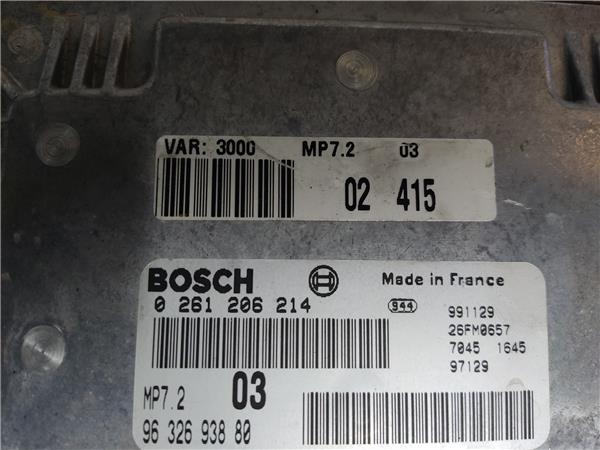 VAR: 3000 MP7.2 03
02 415
BOSCH Made in France
0 261 206 214 944 991129
26FM0657
7045 1645
97129
MP7.2 03
96 326 938 80